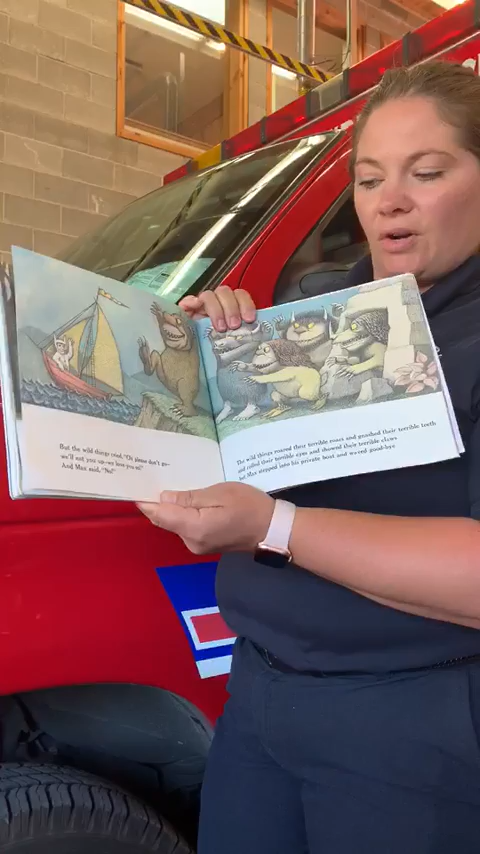 But the wild things cried, "Oh please don't go—
we'll eat you up—we love you so!"
And Max said, "No!"
The wild things roared their terrible roars and gnashed their terrible teeth
and rolled their terrible eyes and showed their terrible claws
but Max stepped into his private boat and waved good-bye